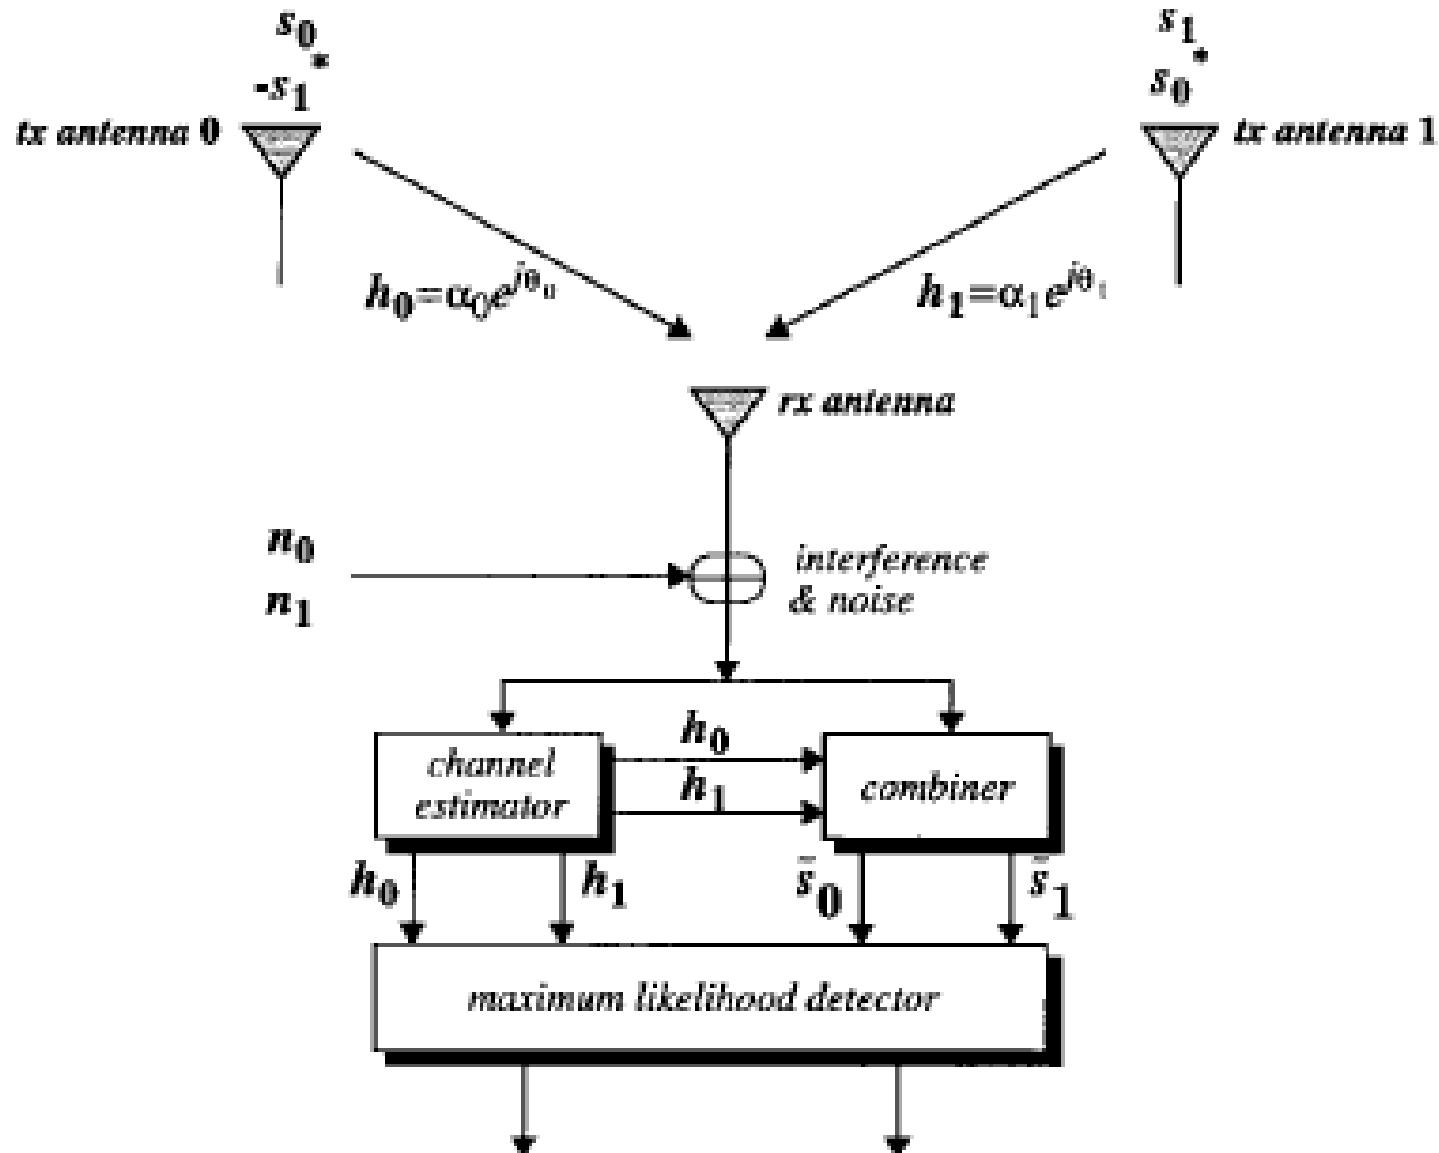 s₀
-s₁*
tx antenna 0
s₁
s₀*
tx antenna 1
h₀=α₀e^jθ₀
h₁=α₁e^jθ₁
rx antenna
n₀
n₁
interference
& noise
channel
estimator
h₀
h₁
combiner
h₀
h₁
s̃₀
s̃₁
maximum likelihood detector